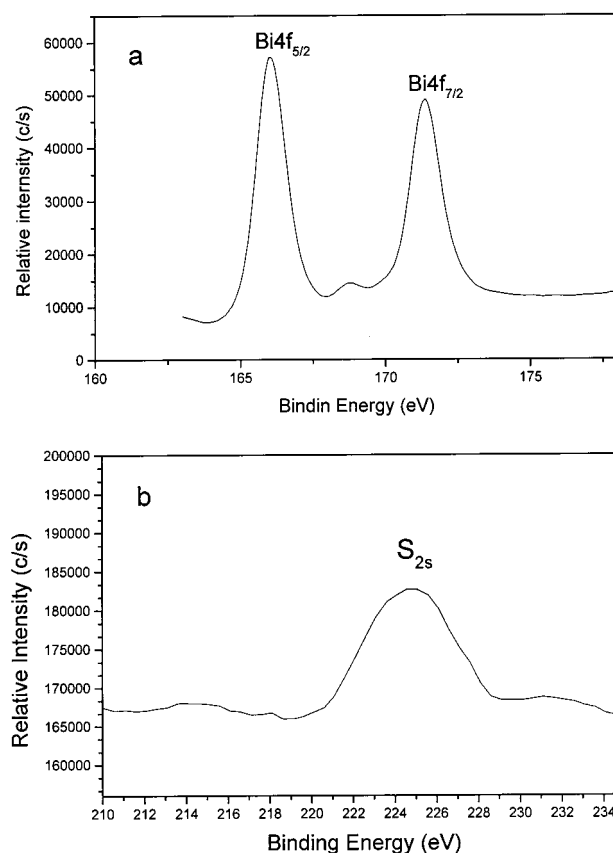 a
Bi4f5/2
Bi4f7/2
Relative internsity (c/s)
60000
50000
40000
30000
20000
10000
0
160
165
170
175
Bindin Energy (eV)
b
S2s
Relative Intensity (c/s)
200000
195000
190000
185000
180000
175000
170000
165000
160000
210 212 214 216 218 220 222 224 226 228 230 232 234
Binding Energy (eV)